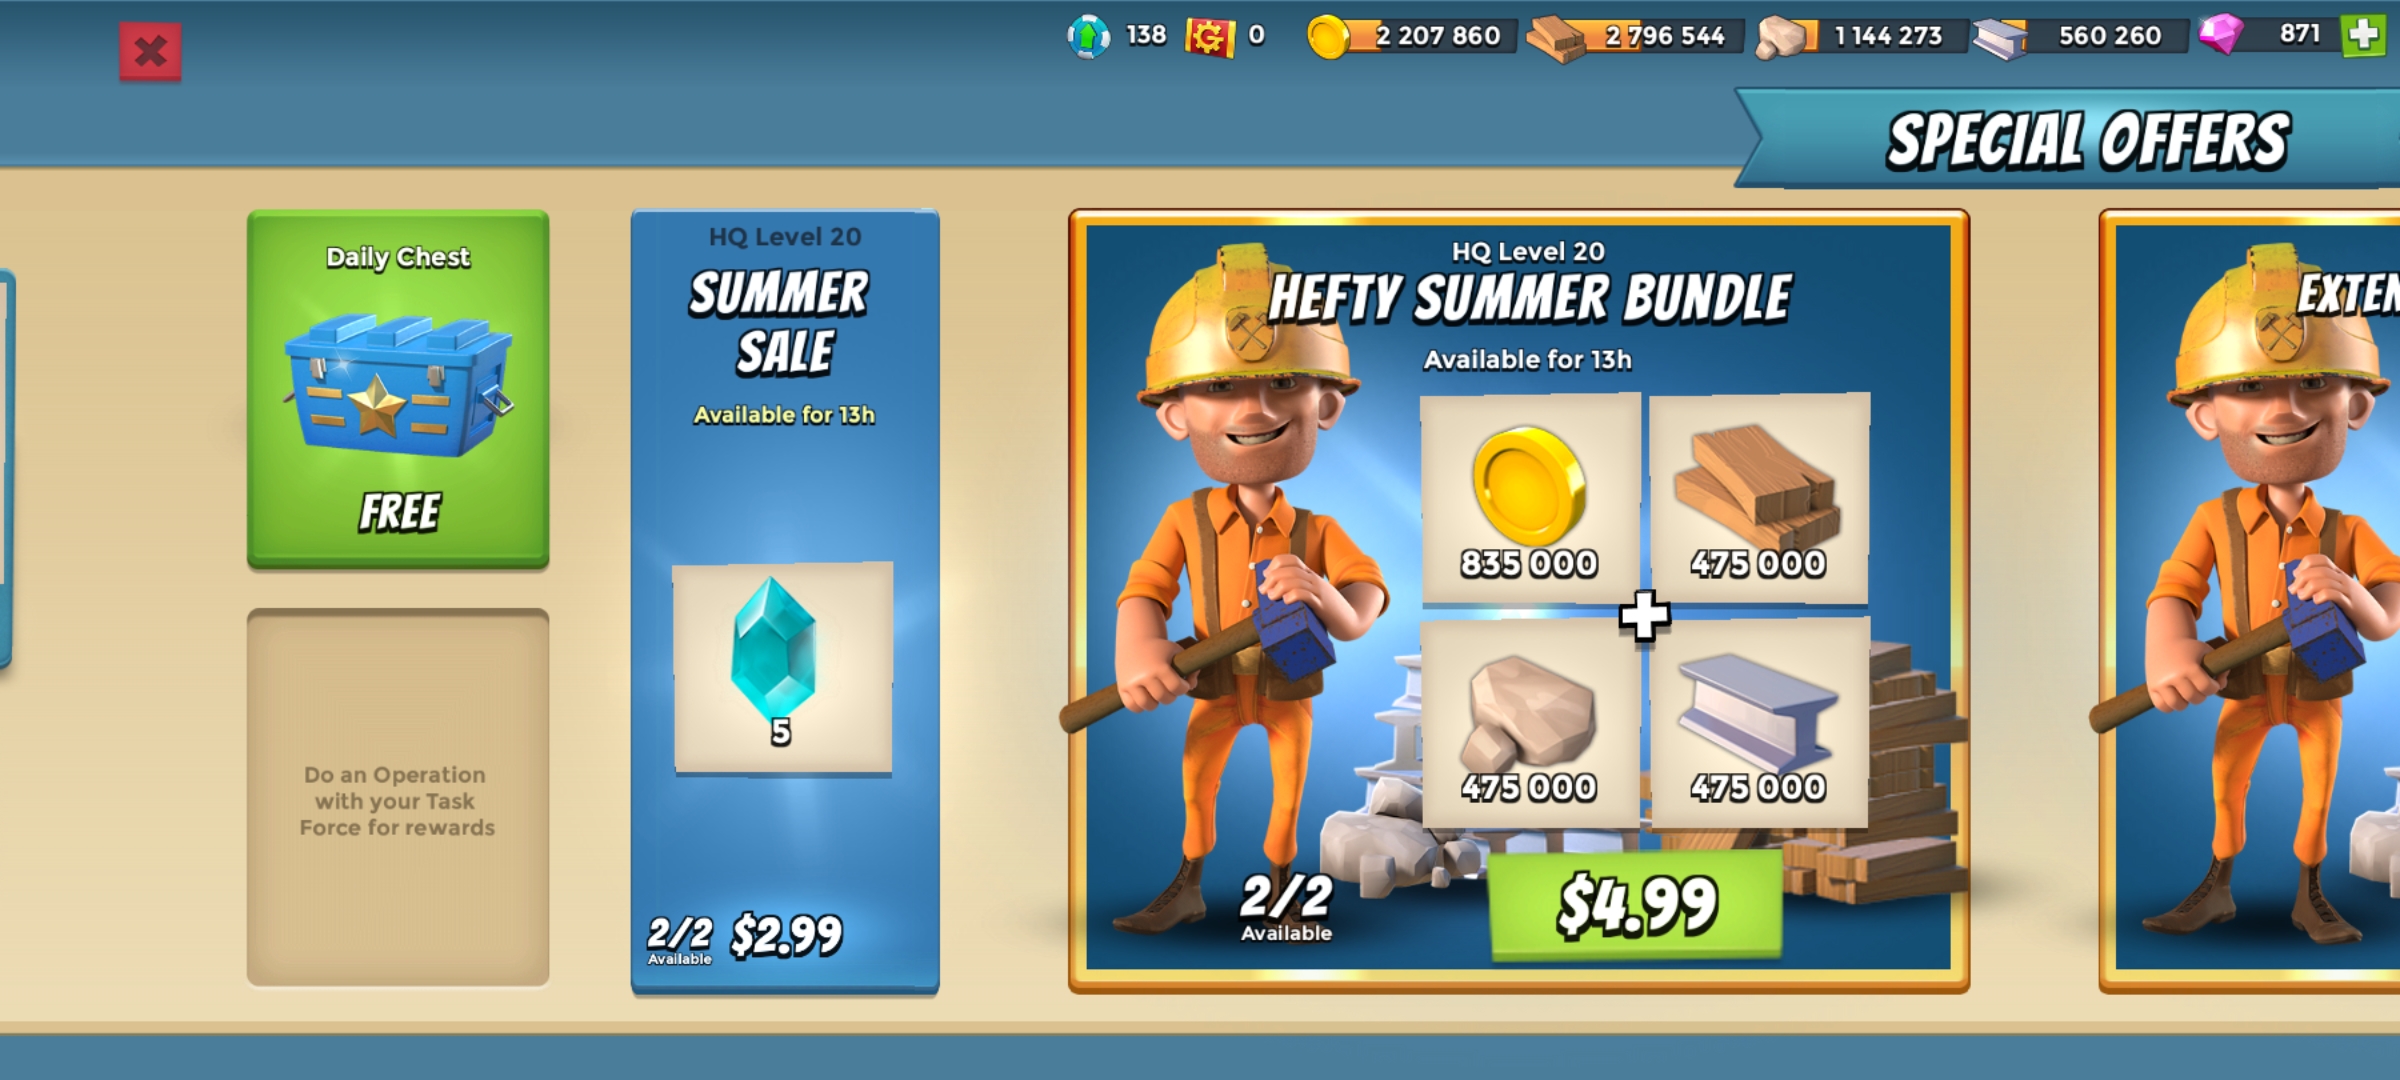 138
0
2 207 860
2 796 544
1 144 273
560 260
871
SPECIAL OFFERS
Daily Chest
FREE
Do an Operation
with your Task
Force for rewards
HQ Level 20
SUMMER
SALE
Available for 13h
5
2/2
Available
$2.99
HQ Level 20
HEFTY SUMMER BUNDLE
Available for 13h
835 000
475 000
475 000
475 000
2/2
Available
$4.99